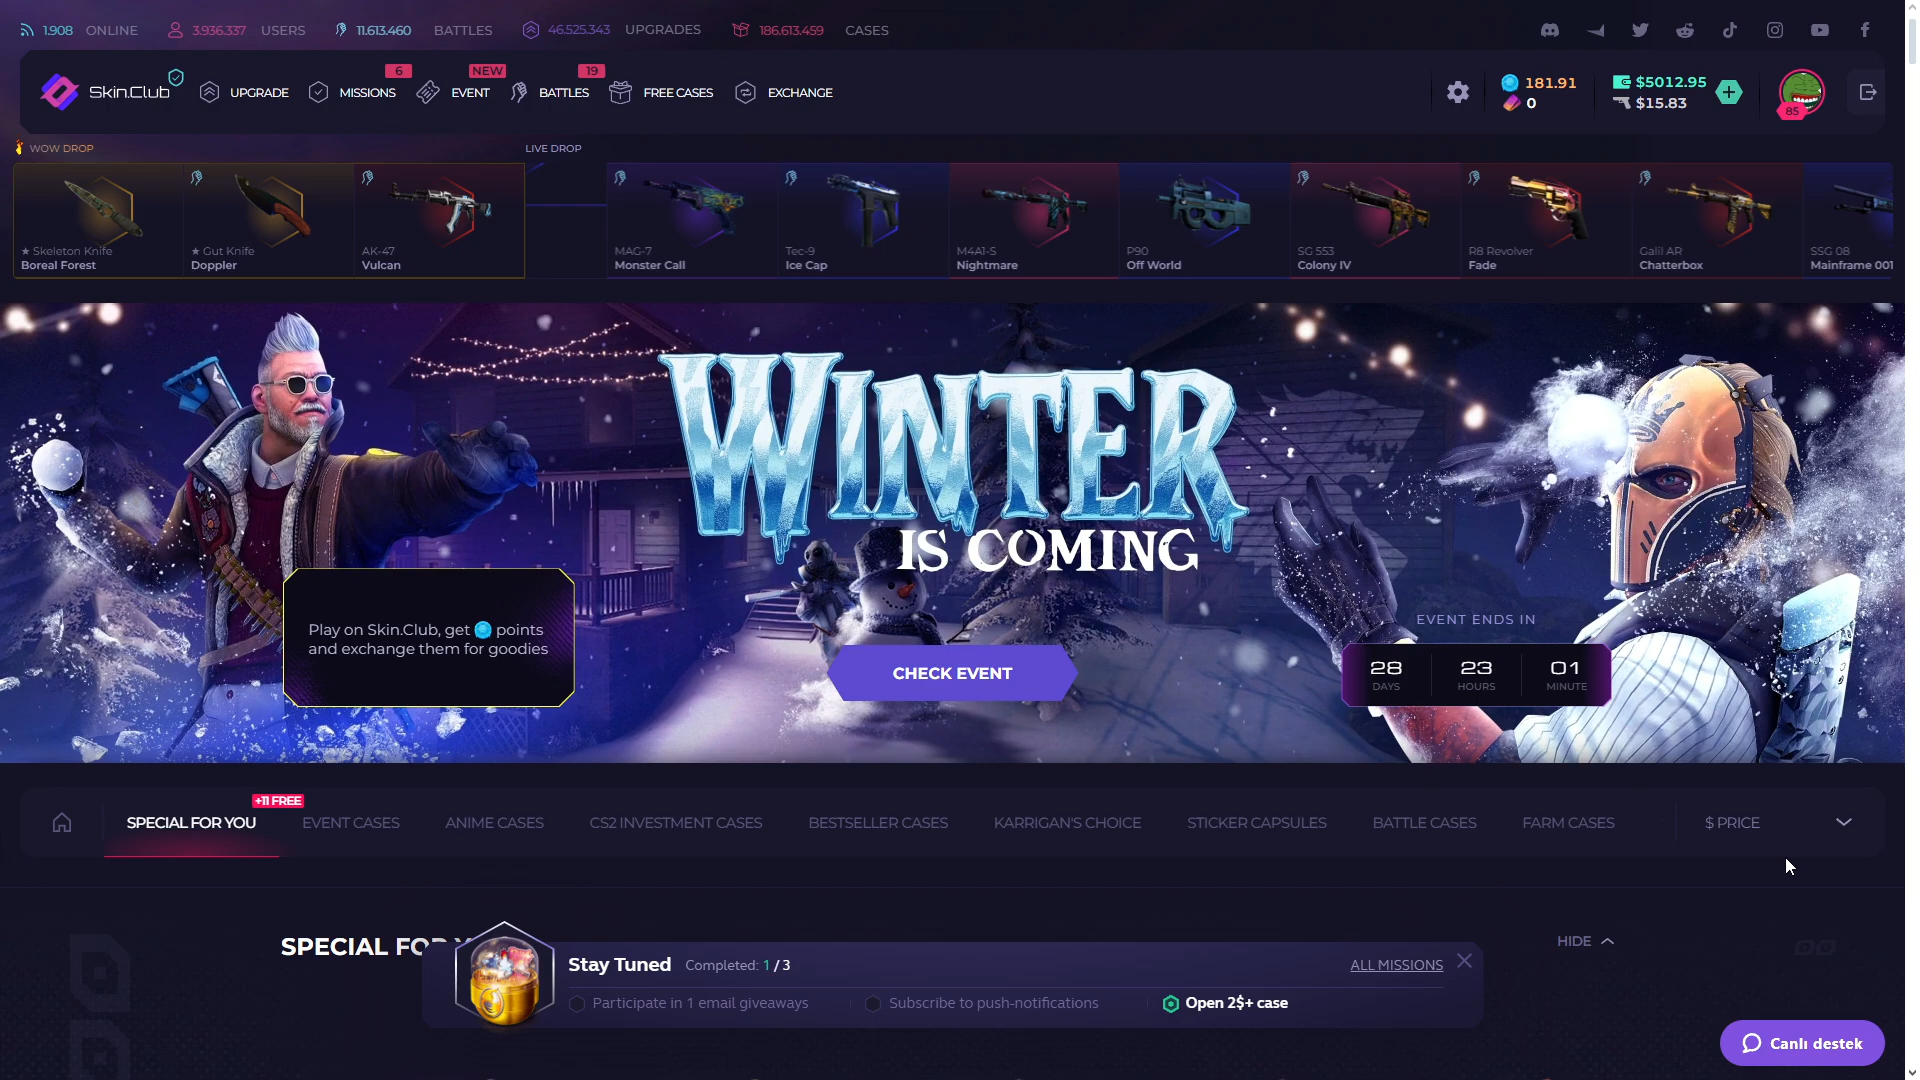 1.908 ONLINE 3.936.337 USERS 11.613.460 BATTLES 46.525.343 UPGRADES 186.613.459 CASES
Skin.Club UPGRADE 6 MISSIONS NEW EVENT 19 BATTLES FREE CASES EXCHANGE
181.91 $5012.95
0 $15.83
85
WOW DROP LIVE DROP
★ Skeleton Knife ★ Gut Knife AK-47 MAG-7 Tec-9 M4A1-S P90 SG 553 R8 Revolver Galil AR SSG 08
Boreal Forest Doppler Vulcan Monster Call Ice Cap Nightmare Off World Colony IV Fade Chatterbox Mainframe 001
WINTER
IS COMING
Play on Skin.Club, get points
and exchange them for goodies
CHECK EVENT
EVENT ENDS IN
28 23 01
DAYS HOURS MINUTE
+11 FREE
SPECIAL FOR YOU EVENT CASES ANIME CASES CS2 INVESTMENT CASES BESTSELLER CASES KARRIGAN'S CHOICE STICKER CAPSULES BATTLE CASES FARM CASES $ PRICE
SPECIAL FOR Y
HIDE
Stay Tuned Completed: 1 / 3 ALL MISSIONS
Participate in 1 email giveaways Subscribe to push-notifications Open 2$+ case
Canlı destek